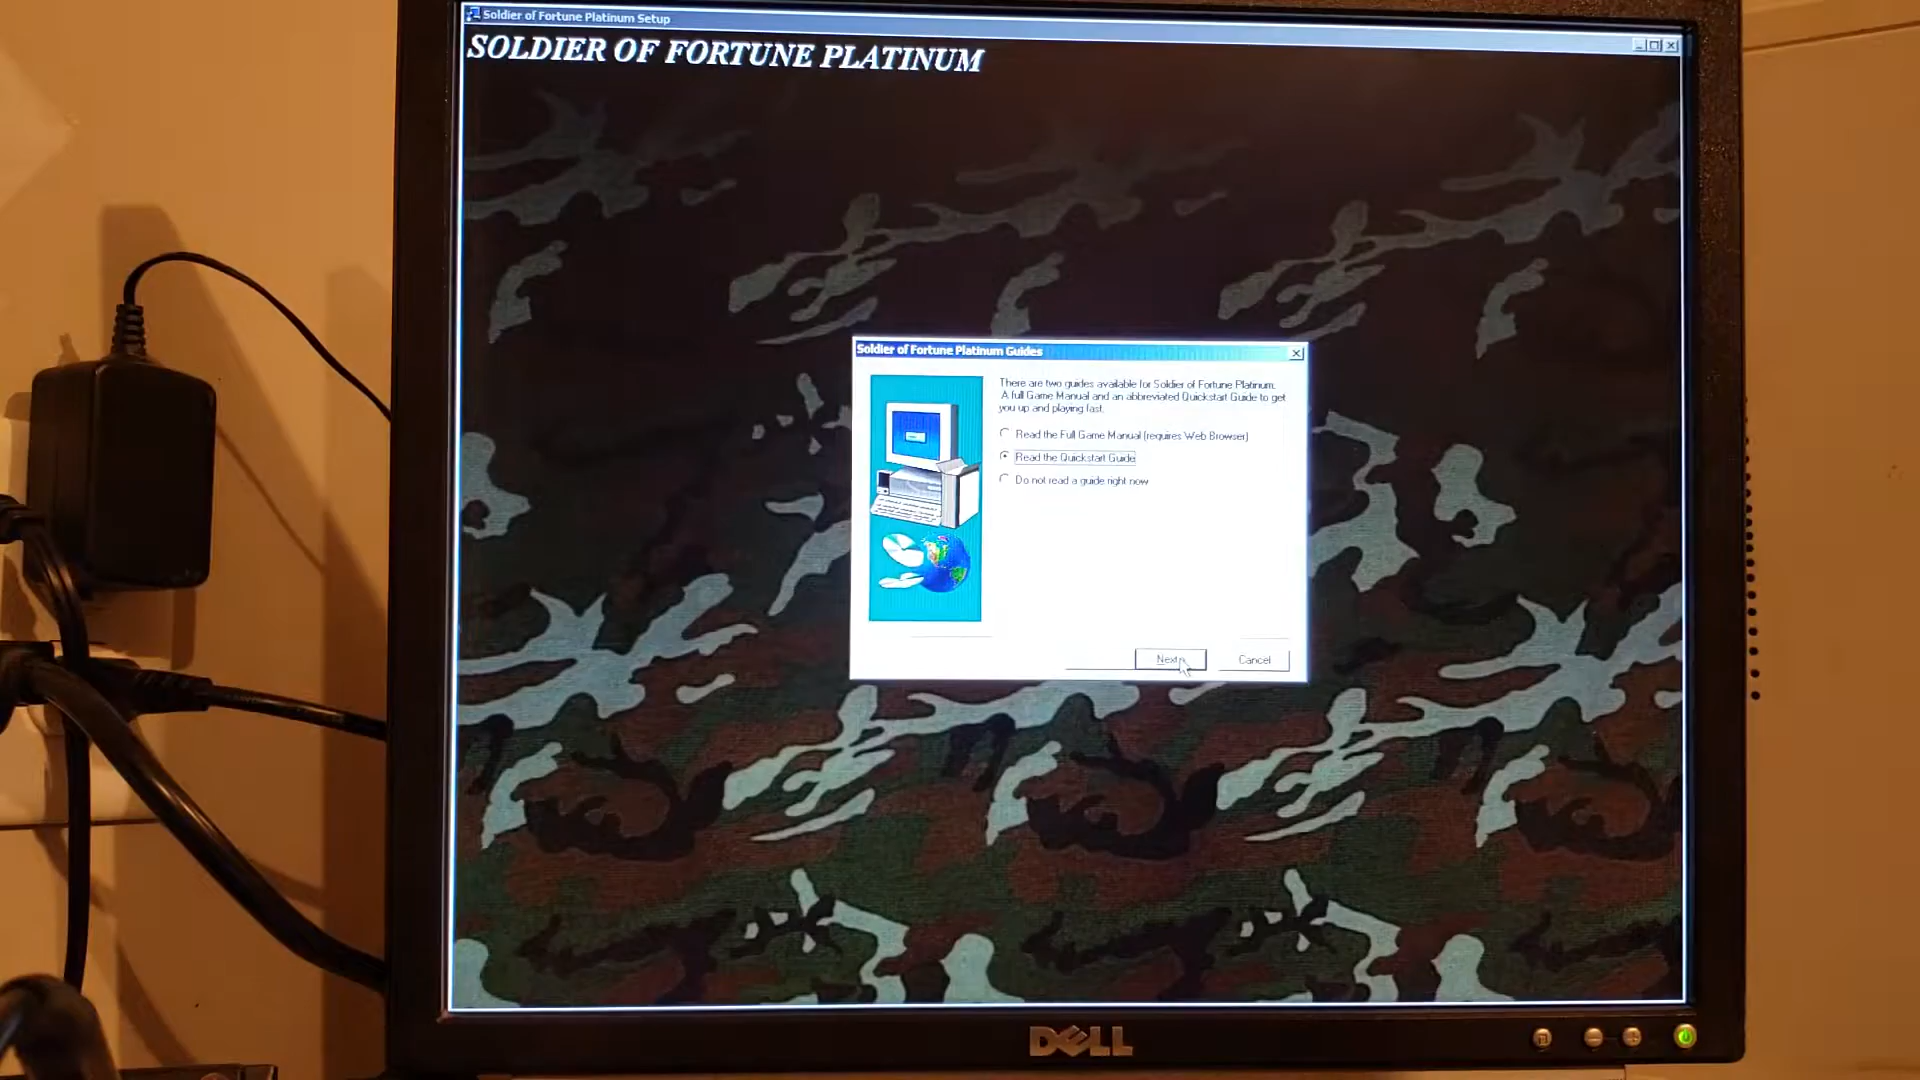 Soldier of Fortune Platinum Setup
SOLDIER OF FORTUNE PLATINUM
Soldier of Fortune Platinum Guides
There are two guides available for Soldier of Fortune Platinum.
A full Game Manual and an abbreviated Quickstart Guide to get
you up and playing fast.
Read the Full Game Manual (requires Web Browser)
Read the Quickstart Guide
Do not read a guide right now
Next
Cancel
DELL